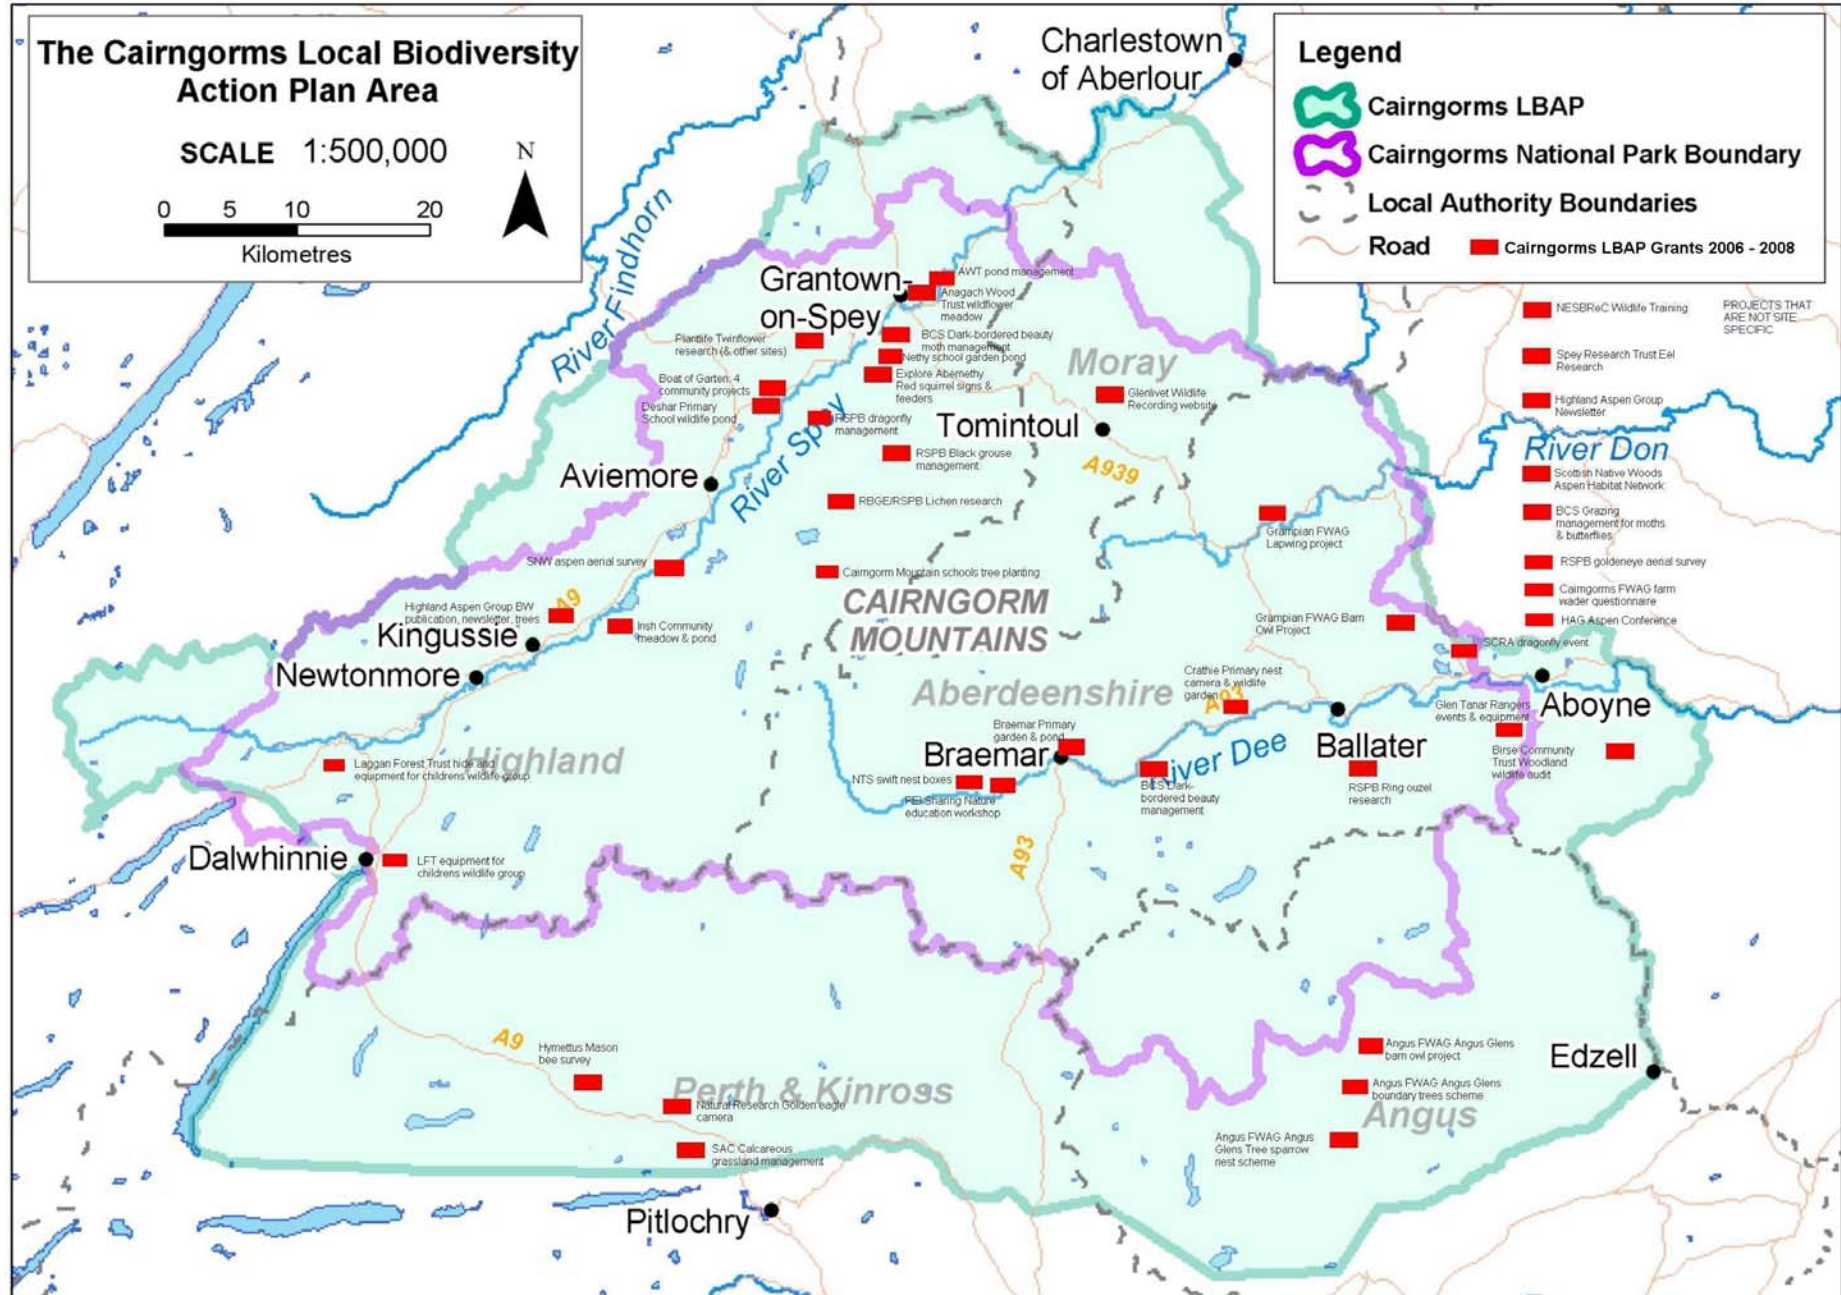 The Cairngorms Local Biodiversity
Action Plan Area
SCALE 1:500,000
N
0 5 10 20
Kilometres
Charlestown
of Aberlour
Legend
Cairngorms LBAP
Cairngorms National Park Boundary
Local Authority Boundaries
Road
Cairngorms LBAP Grants 2006 - 2008
NESBReC Wildlife Training
PROJECTS THAT
ARE NOT SITE
SPECIFIC
Spey Research Trust Eel
Research
Highland Aspen Group
Newsletter
River Don
Scottish Native Woods
Aspen Habitat Network
BCS Grazing
management for moths
& butterflies
RSPB goldeneye aerial survey
Cairngorms FWAG farm
wader questionnaire
HAG Aspen Conference
River Findhorn
Grantown-
on-Spey
AWT pond management
Anagach Wood
Trust wildflower
meadow
Plantlife Twinflower
research (& other sites)
BCS Dark-bordered beauty
moth management
Nethy school garden pond
Explore Abernethy
Red squirrel signs &
feeders
Boat of Garten, 4
community projects
Deshar Primary
School wildlife pond
RSPB dragonfly
management
River Spey
RSPB Black grouse
management
Moray
Glenlivet Wildlife
Recording website
Tomintoul
A939
Aviemore
RBGE/RSPB Lichen research
Grampian FWAG
Lapwing project
SNW aspen aerial survey
Cairngorm Mountain schools tree planting
CAIRNGORM
MOUNTAINS
A9
Highland Aspen Group BW
publication, newsletter, trees
Kingussie
Insh Community
meadow & pond
Newtonmore
Grampian FWAG Barn
Owl Project
SCRA dragonfly event
Aberdeenshire
Crathie Primary nest
camera & wildlife
garden
A93
Aboyne
Glen Tanar Rangers
events & equipment
Braemar Primary
garden & pond
Braemar
River Dee
Ballater
Birse Community
Trust Woodland
wildlife audit
Highland
Laggan Forest Trust hide and
equipment for childrens wildlife group
NTS swift nest boxes
REI Sharing Nature
education workshop
BCS Dark-
bordered beauty
management
RSPB Ring ouzel
research
Dalwhinnie
LFT equipment for
childrens wildlife group
A93
A9
Hymettus Mason
bee survey
Perth & Kinross
Natural Research Golden eagle
camera
SAC Calcareous
grassland management
Angus FWAG Angus Glens
barn owl project
Edzell
Angus FWAG Angus Glens
boundary trees scheme
Angus
Angus FWAG Angus
Glens Tree sparrow
nest scheme
Pitlochry